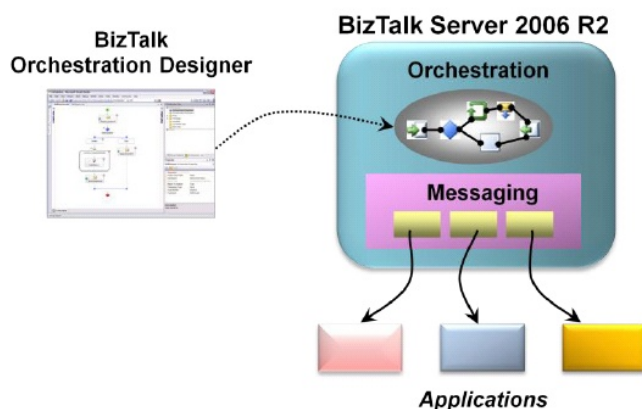 BizTalk
Orchestration Designer
BizTalk Server 2006 R2
Orchestration
Messaging
Applications